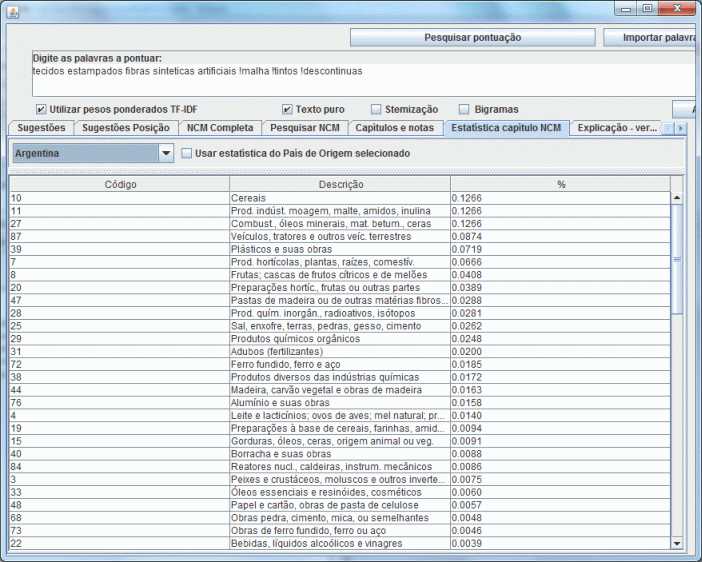 Pesquisar pontuação Importar palavra
Digite as palavras a pontuar:
tecidos estampados fibras sinteticas artificiais !malha !tintos !descontinuas
Utilizar pesos ponderados TF-IDF Texto puro Stemização Bigramas A
Sugestões Sugestões Posição NCM Completa Pesquisar NCM Capitulos e notas Estatística capitulo NCM Explicação - ver...
Argentina Usar estatística do País de Origem selecionado
Código Descrição %
10 Cereais 0.1266
11 Prod. indúst. moagem, malte, amidos, inulina 0.1266
27 Combust., óleos minerais, mat. betum., ceras 0.1266
87 Veículos, tratores e outros veíc. terrestres 0.0874
39 Plásticos e suas obras 0.0719
7 Prod. hortícolas, plantas, raízes, comestív. 0.0666
8 Frutas; cascas de frutos cítricos e de melões 0.0408
20 Preparações hortíc., frutas ou outras partes 0.0389
47 Pastas de madeira ou de outras matérias fibros... 0.0288
28 Prod. quím. inorgân., radioativos, isótopos 0.0281
25 Sal, enxofre, terras, pedras, gesso, cimento 0.0262
29 Produtos químicos orgânicos 0.0248
31 Adubos (fertilizantes) 0.0200
72 Ferro fundido, ferro e aço 0.0185
38 Produtos diversos das indústrias químicas 0.0172
44 Madeira, carvão vegetal e obras de madeira 0.0163
76 Alumínio e suas obras 0.0158
4 Leite e lacticínios; ovos de aves; mel natural; pr... 0.0140
19 Preparações à base de cereais, farinhas, amid... 0.0094
15 Gorduras, óleos, ceras, origem animal ou veg. 0.0091
40 Borracha e suas obras 0.0088
84 Reatores nucl., caldeiras, instrum. mecânicos 0.0086
3 Peixes e crustáceos, moluscos e outros inverte... 0.0075
33 Óleos essenciais e resinóides, cosméticos 0.0060
48 Papel e cartão, obras de pasta de celulose 0.0057
68 Obras pedra, cimento, mica, ou semelhantes 0.0048
73 Obras de ferro fundido, ferro ou aço 0.0046
22 Bebidas, líquidos alcoólicos e vinagres 0.0039